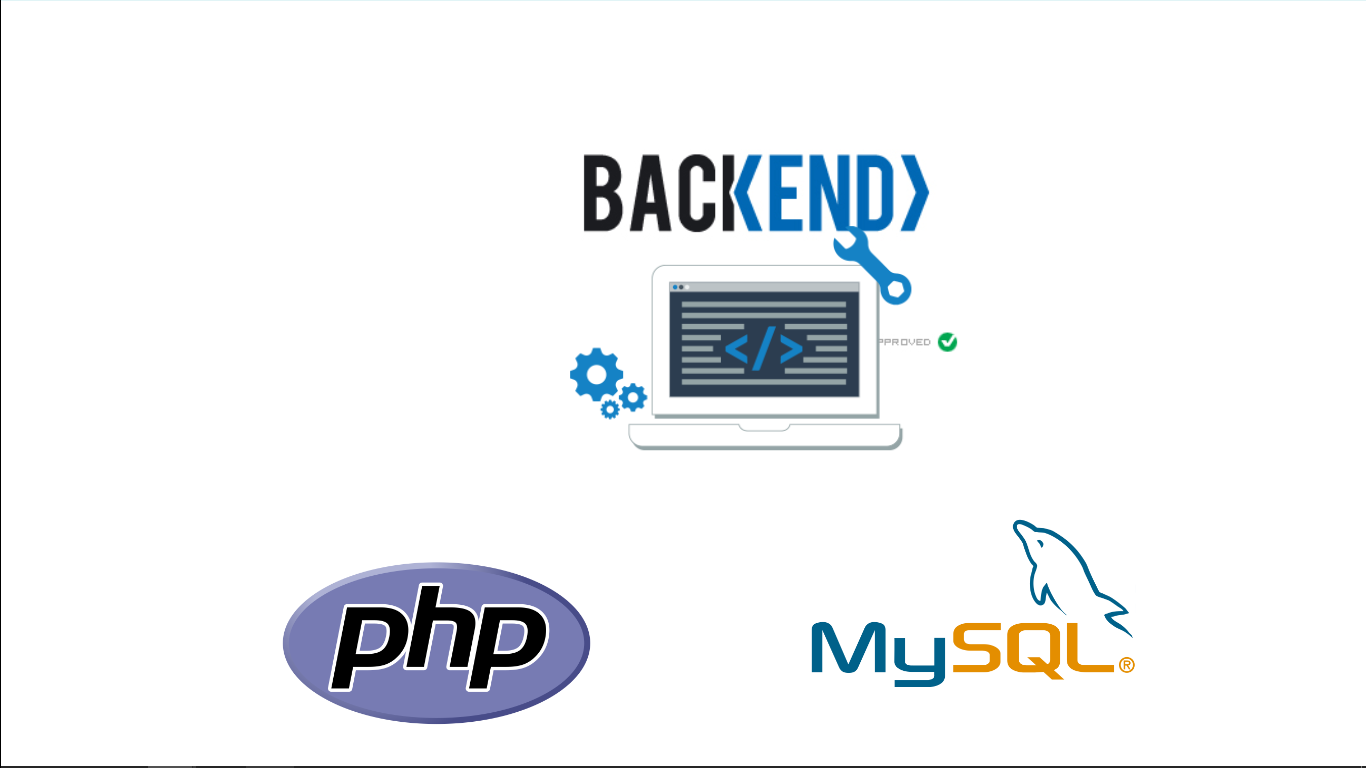 BACKEND
</>
PPROVED
php
MySQL®